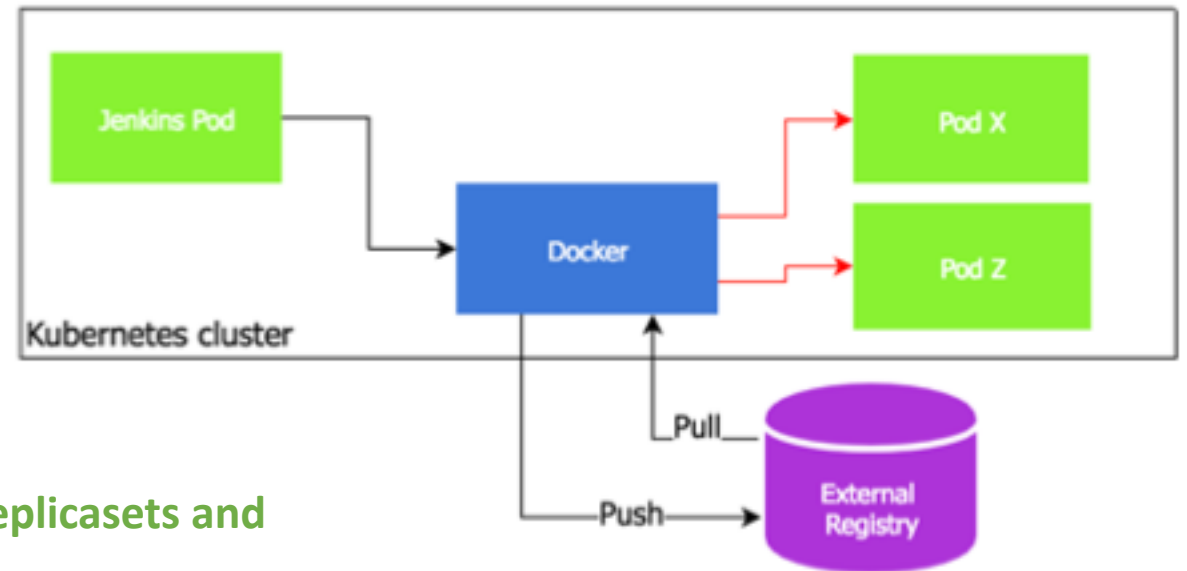 Jenkins Pod
Pod X
Docker
Pod Z
Kubernetes cluster
Pull
External
Registry
Push
eplicasets and